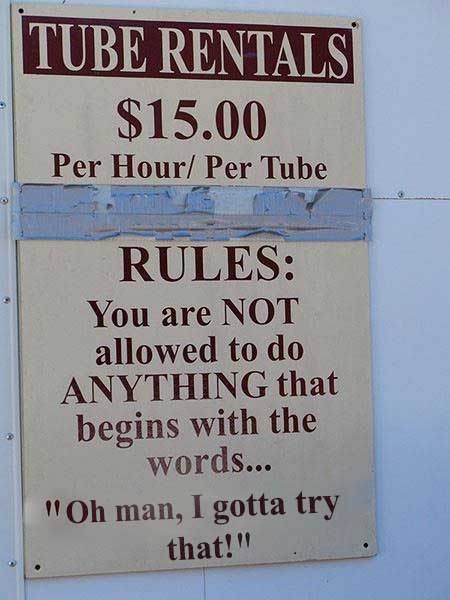 TUBE RENTALS
$15.00
Per Hour/ Per Tube
RULES:
You are NOT
allowed to do
ANYTHING that
begins with the
words...
"Oh man, I gotta try
that!"